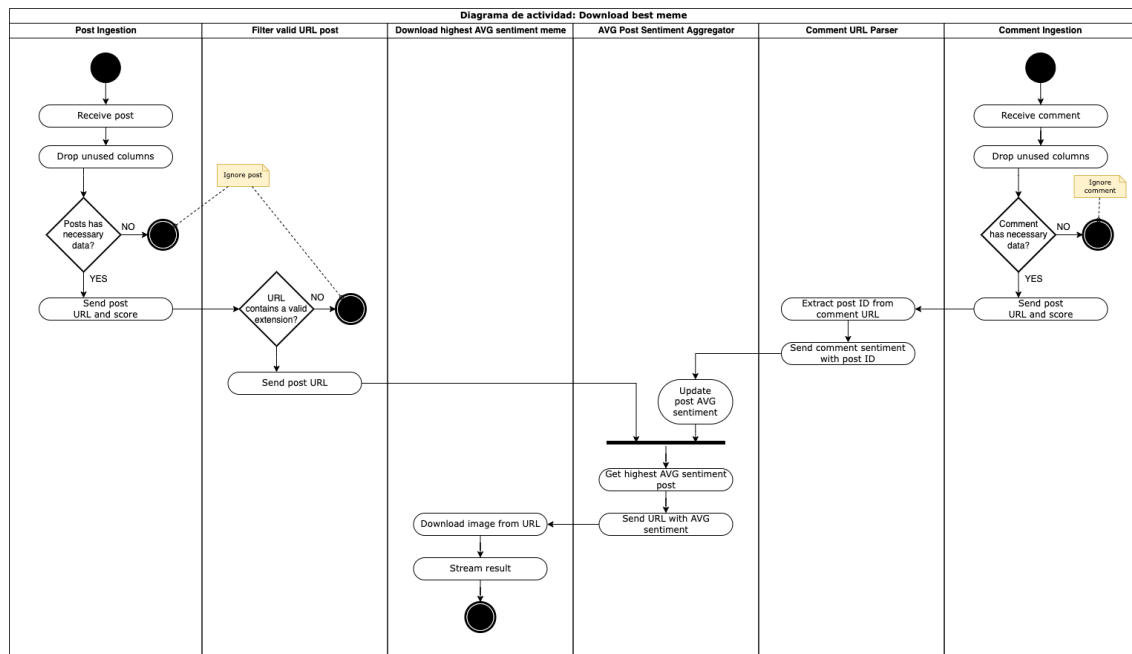 Diagrama de actividad: Download best meme
Post Ingestion
Filter valid URL post
Download highest AVG sentiment meme
AVG Post Sentiment Aggregator
Comment URL Parser
Comment Ingestion
Receive post
Drop unused columns
Posts has
necessary
data?
NO
YES
Send post
URL and score
Ignore post
URL
contains a valid
extension?
NO
Send post URL
Download image from URL
Stream result
Update
post AVG
sentiment
Get highest AVG sentiment
post
Send URL with AVG
sentiment
Extract post ID from
comment URL
Send comment sentiment
with post ID
Receive comment
Drop unused columns
Ignore
comment
Comment
has necessary
data?
NO
YES
Send post
URL and score